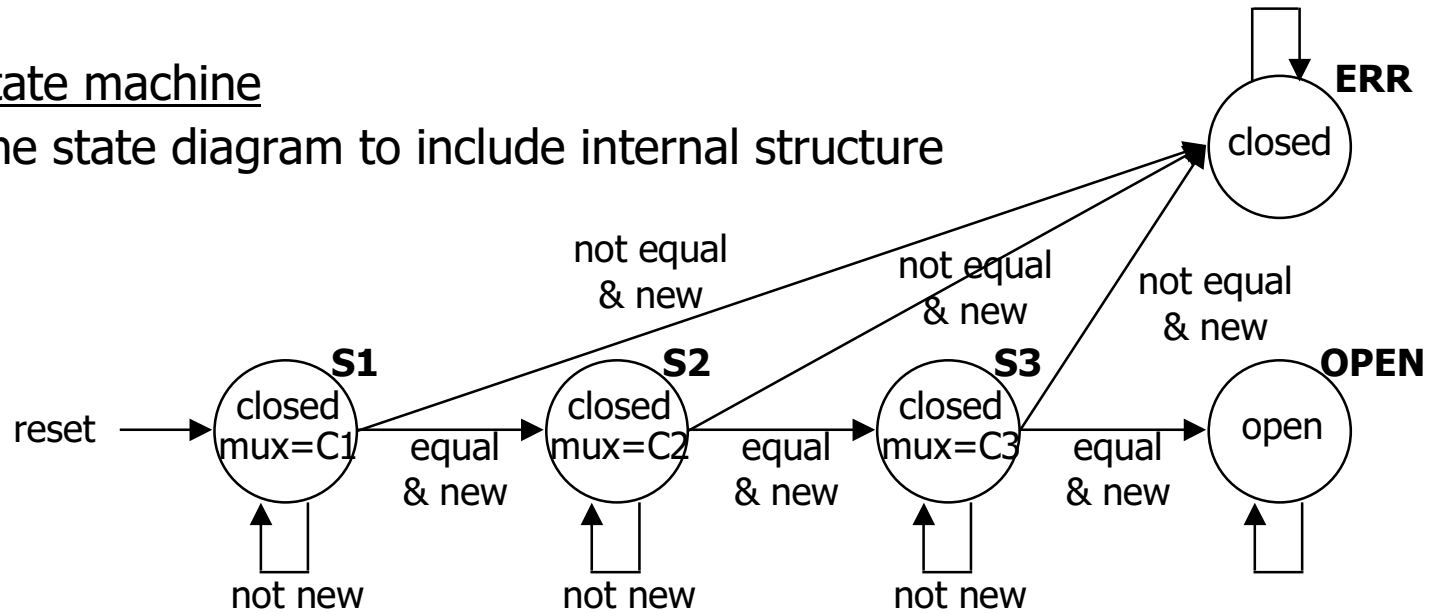 tate machine
ne state diagram to include internal structure
ERR
closed
not equal
& new
not equal
& new
not equal
& new
S1
closed
mux=C1
S2
closed
mux=C2
S3
closed
mux=C3
OPEN
open
reset
equal
& new
equal
& new
equal
& new
not new
not new
not new